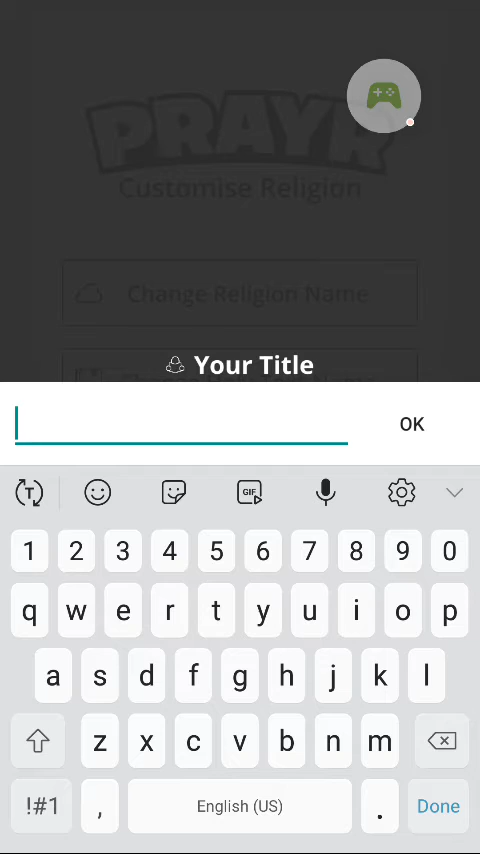 PRAYR
Customise Religion
Change Religion Name
Your Title
OK
T
GIF
1 2 3 4 5 6 7 8 9 0
q w e r t y u i o p
a s d f g h j k l
z x c v b n m
!#1 , English (US) . Done